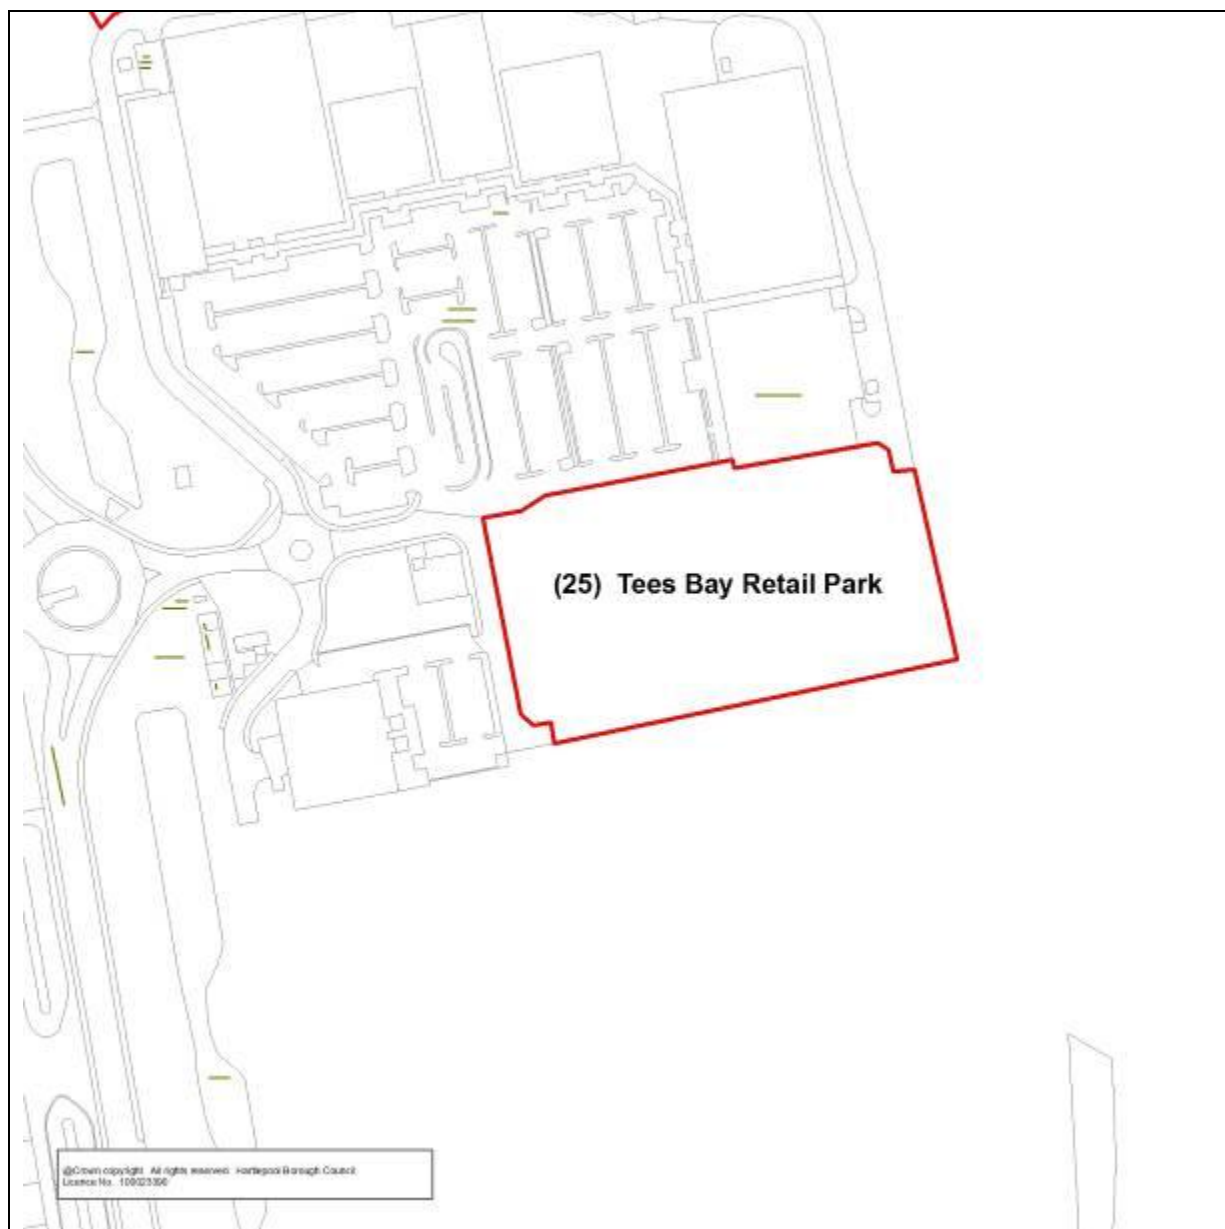 (25) Tees Bay Retail Park
@Crown copyright. All rights reserved. Hartlepool Borough Council
Licence No. 100023390